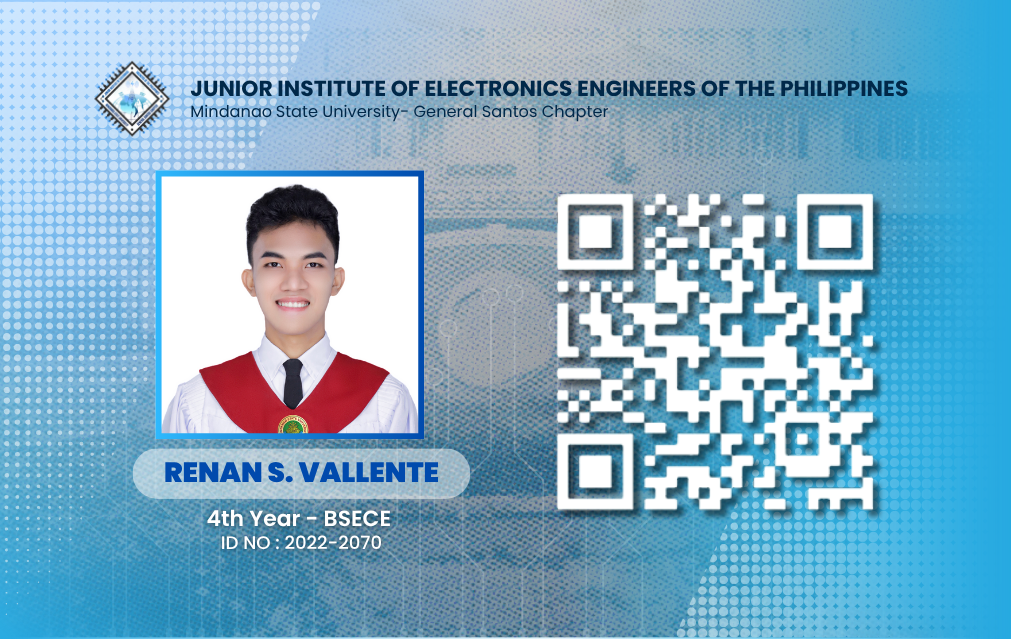 JUNIOR INSTITUTE OF ELECTRONICS ENGINEERS OF THE PHILIPPINES
Mindanao State University- General Santos Chapter
RENAN S. VALLENTE
4th Year - BSECE
ID NO : 2022-2070